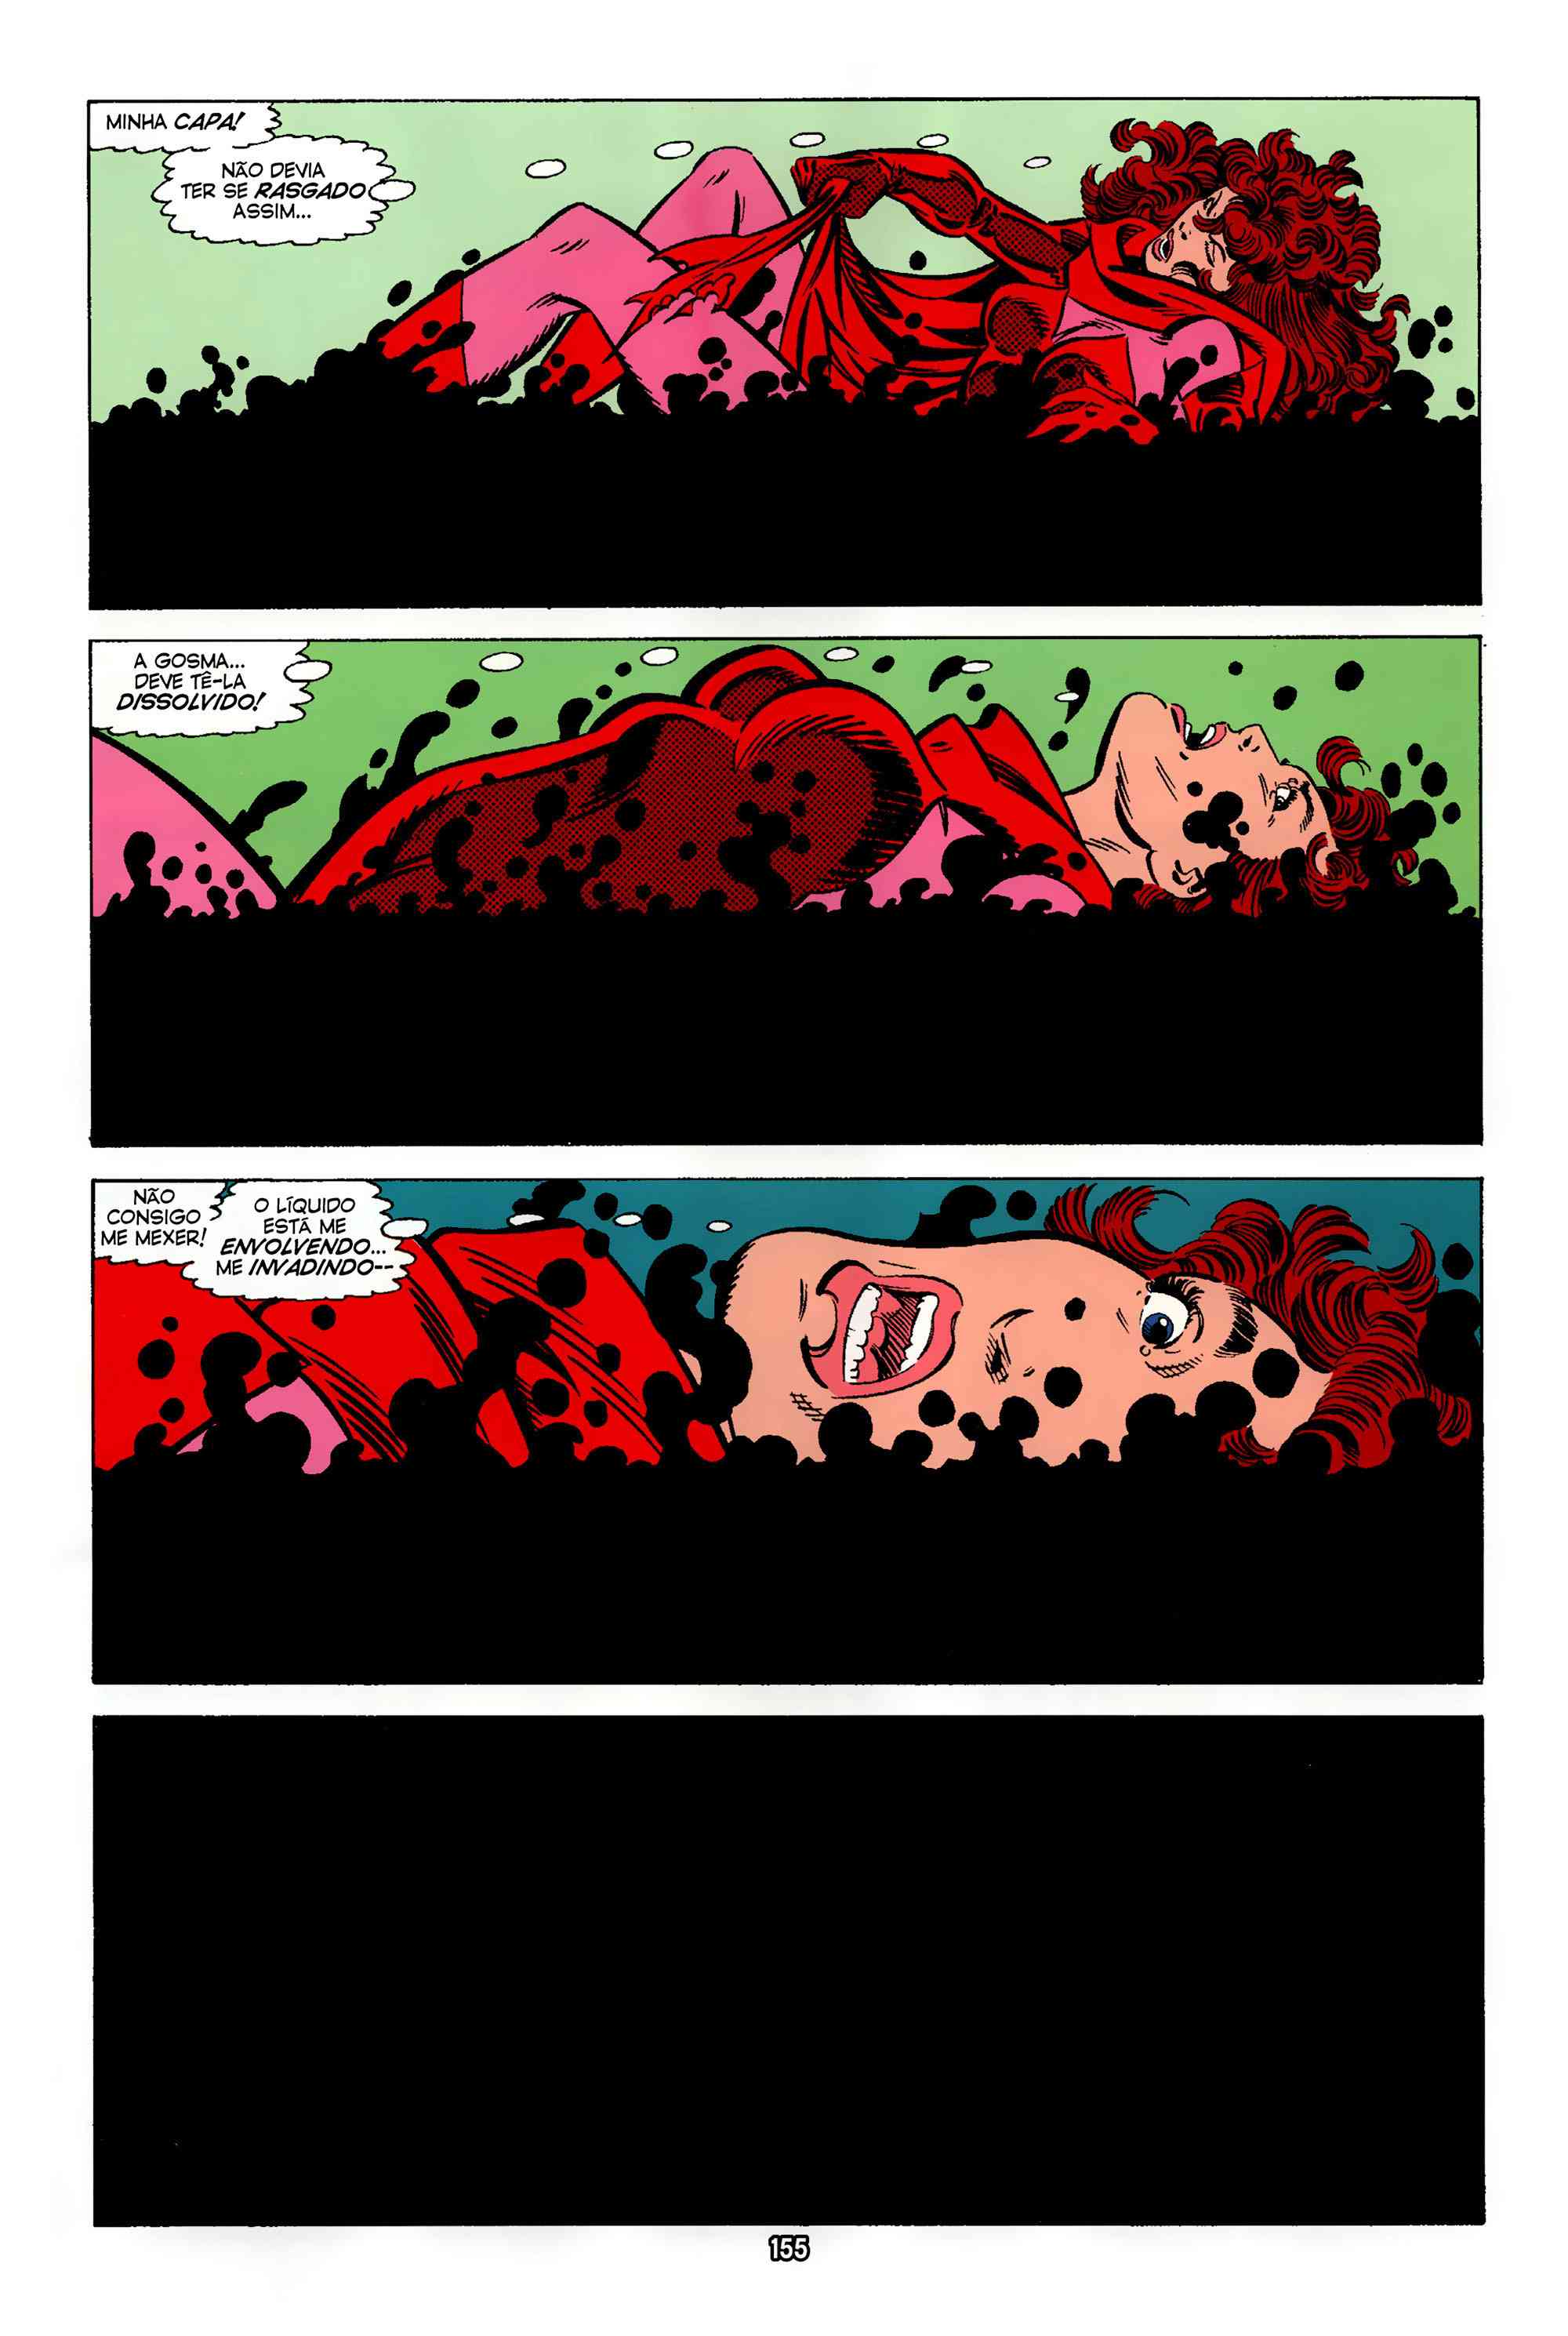 MINHA CAPA!
NÃO DEVIA
TER SE RASGADO
ASSIM...
A GOSMA...
DEVE TÊ-LA
DISSOLVIDO!
NÃO
CONSIGO
ME MEXER!
O LÍQUIDO
ESTÁ ME
ENVOLVENDO...
ME INVADINDO--
155